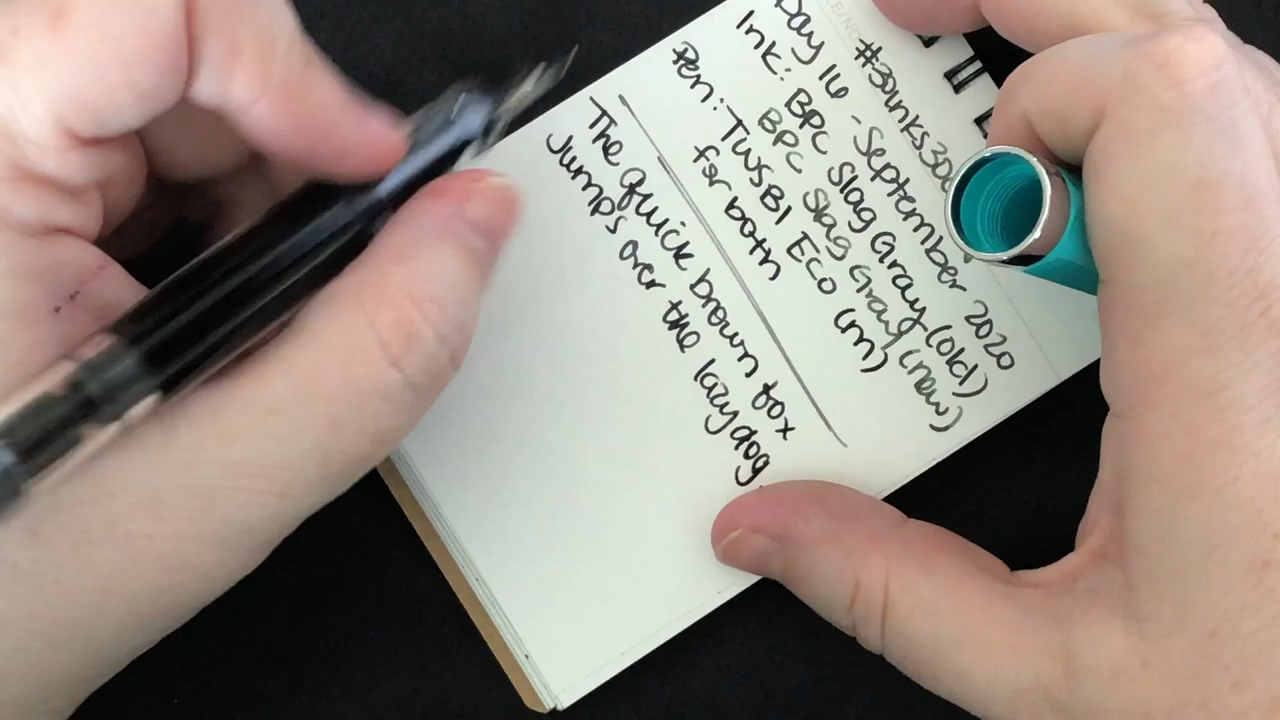 #30inks30
Day 16 - September 2020
Ink: BPC Slag Gray (old)
BPC Slag Gray (new)
Pen: TWSBI Eco (m)
for both
The quick brown fox
jumps over the lazy dog.